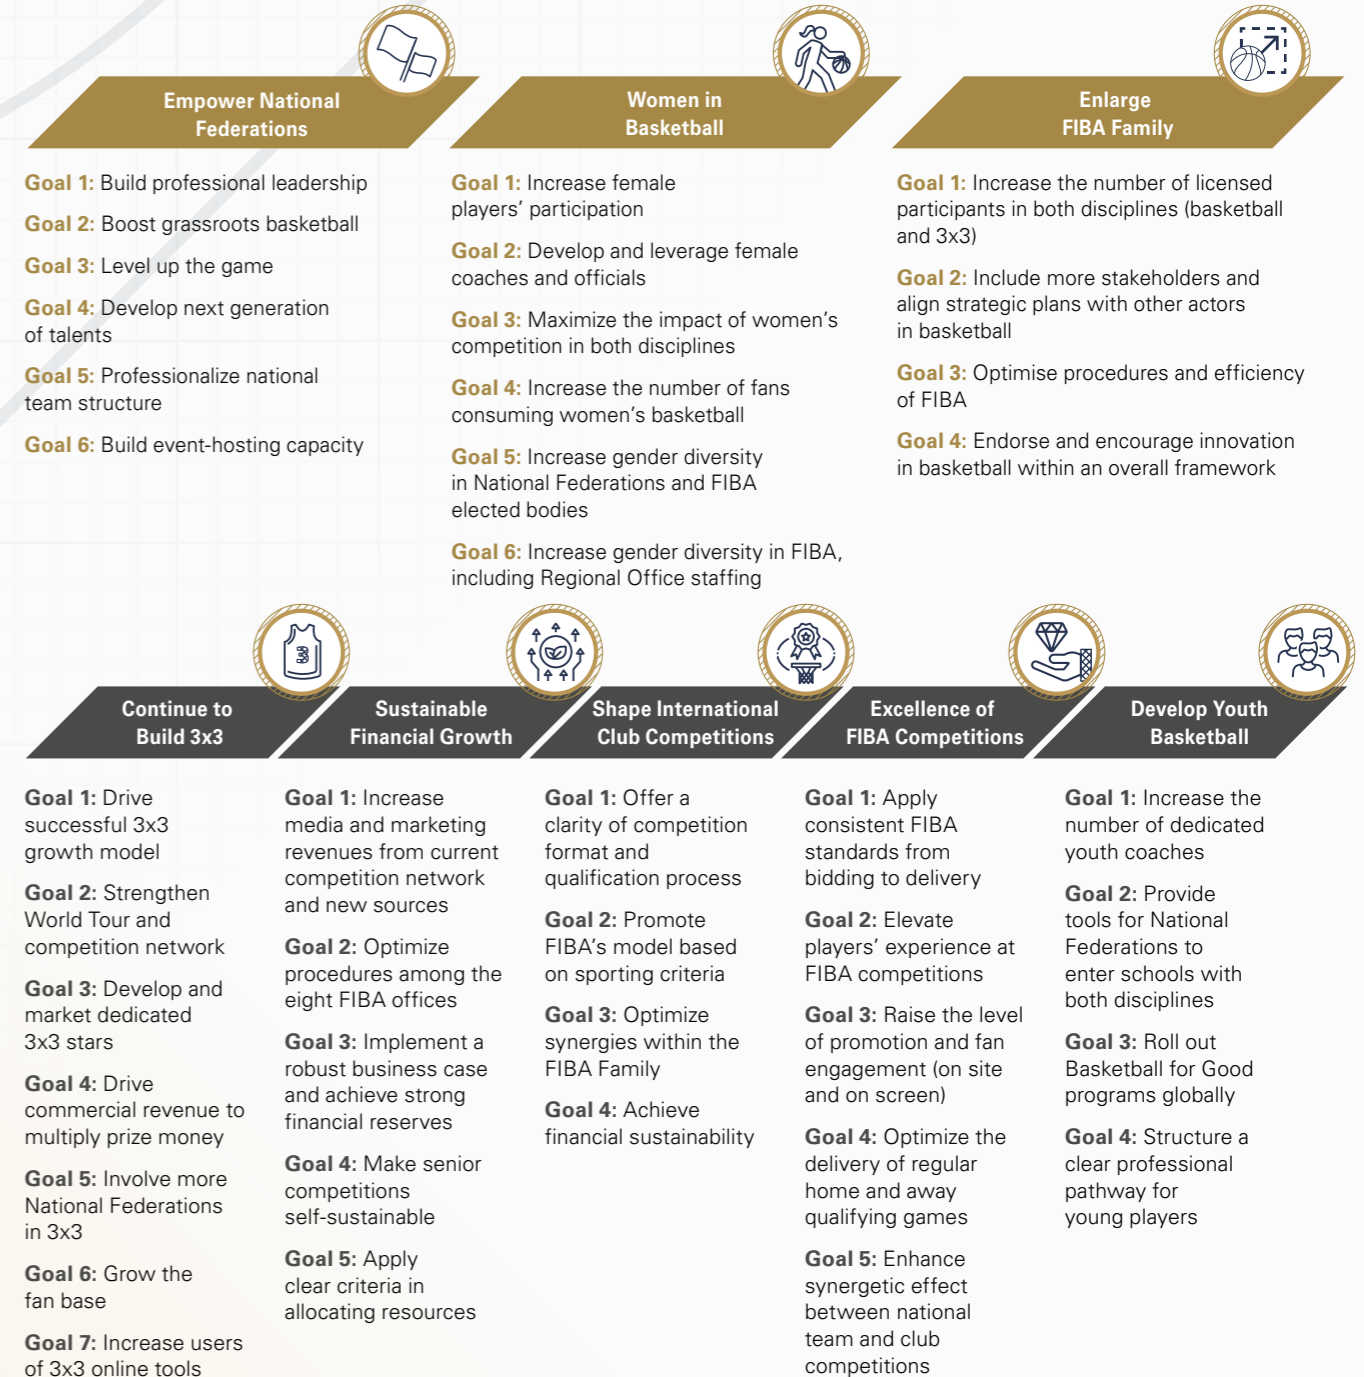 Empower National
Federations
Goal 1: Build professional leadership
Goal 2: Boost grassroots basketball
Goal 3: Level up the game
Goal 4: Develop next generation
of talents
Goal 5: Professionalize national
team structure
Goal 6: Build event-hosting capacity
Women in
Basketball
Goal 1: Increase female
players’ participation
Goal 2: Develop and leverage female
coaches and officials
Goal 3: Maximize the impact of women’s
competition in both disciplines
Goal 4: Increase the number of fans
consuming women’s basketball
Goal 5: Increase gender diversity
in National Federations and FIBA
elected bodies
Goal 6: Increase gender diversity in FIBA,
including Regional Office staffing
Enlarge
FIBA Family
Goal 1: Increase the number of licensed
participants in both disciplines (basketball
and 3x3)
Goal 2: Include more stakeholders and
align strategic plans with other actors
in basketball
Goal 3: Optimise procedures and efficiency
of FIBA
Goal 4: Endorse and encourage innovation
in basketball within an overall framework
Continue to
Build 3x3
Goal 1: Drive
successful 3x3
growth model
Goal 2: Strengthen
World Tour and
competition network
Goal 3: Develop and
market dedicated
3x3 stars
Goal 4: Drive
commercial revenue to
multiply prize money
Goal 5: Involve more
National Federations
in 3x3
Goal 6: Grow the
fan base
Goal 7: Increase users
of 3x3 online tools
Sustainable
Financial Growth
Goal 1: Increase
media and marketing
revenues from current
competition network
and new sources
Goal 2: Optimize
procedures among the
eight FIBA offices
Goal 3: Implement a
robust business case
and achieve strong
financial reserves
Goal 4: Make senior
competitions
self-sustainable
Goal 5: Apply
clear criteria in
allocating resources
Shape International
Club Competitions
Goal 1: Offer a
clarity of competition
format and
qualification process
Goal 2: Promote
FIBA’s model based
on sporting criteria
Goal 3: Optimize
synergies within the
FIBA Family
Goal 4: Achieve
financial sustainability
Excellence of
FIBA Competitions
Goal 1: Apply
consistent FIBA
standards from
bidding to delivery
Goal 2: Elevate
players’ experience at
FIBA competitions
Goal 3: Raise the level
of promotion and fan
engagement (on site
and on screen)
Goal 4: Optimize the
delivery of regular
home and away
qualifying games
Goal 5: Enhance
synergetic effect
between national
team and club
competitions
Develop Youth
Basketball
Goal 1: Increase the
number of dedicated
youth coaches
Goal 2: Provide
tools for National
Federations to
enter schools with
both disciplines
Goal 3: Roll out
Basketball for Good
programs globally
Goal 4: Structure a
clear professional
pathway for
young players